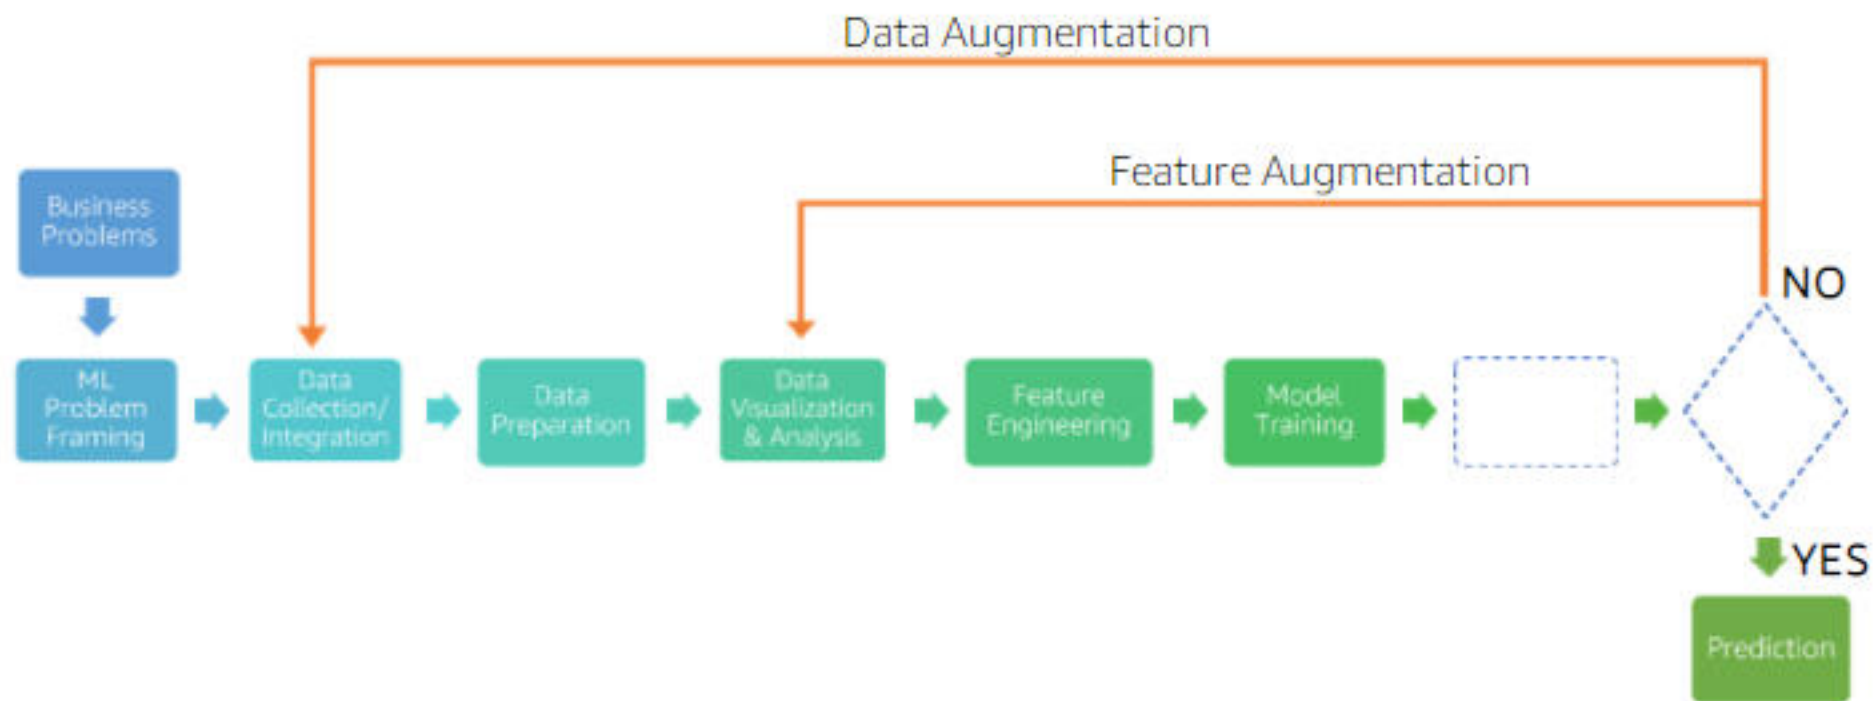 Data Augmentation
Feature Augmentation
Business
Problems
NO
ML
Problem
Framing
Data
Collection/
Integration
Data
Preparation
Data
Visualization
& Analysis
Feature
Engineering
Model
Training
YES
Prediction